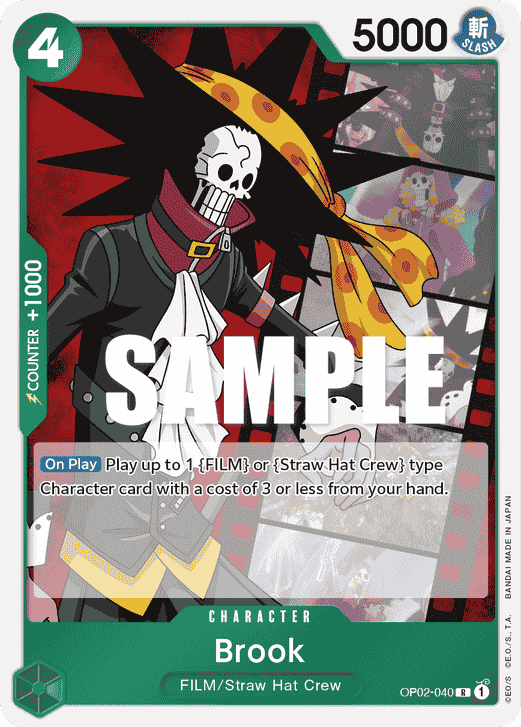 4
5000
斬
SLASH
COUNTER +1000
SAMPLE
On Play Play up to 1 {FILM} or {Straw Hat Crew} type
Character card with a cost of 3 or less from your hand.
CHARACTER
Brook
FILM/Straw Hat Crew
OP02-040 R 1
©E.O/S ©E.O./S., T.A. BANDAI MADE IN JAPAN